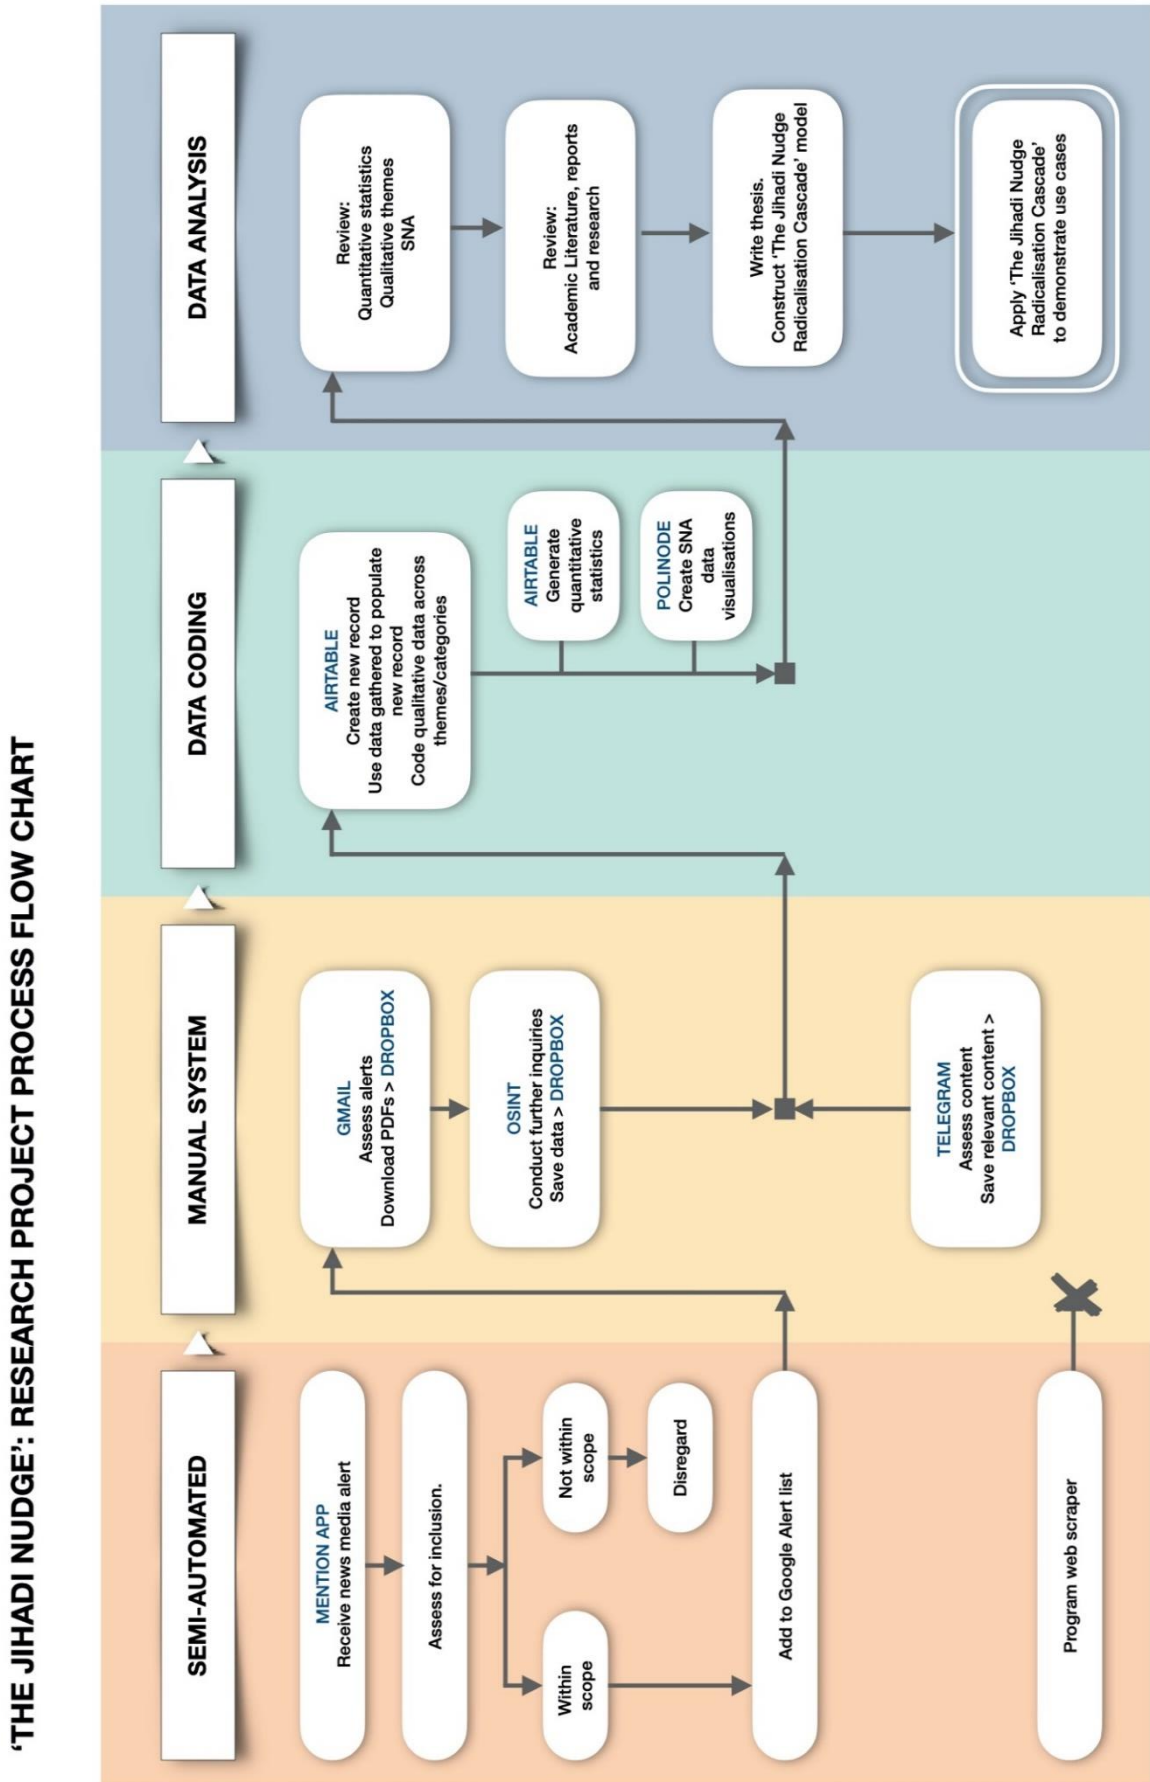 ‘THE JIHADI NUDGE’: RESEARCH PROJECT PROCESS FLOW CHART
SEMI-AUTOMATED
MENTION APP
Receive news media alert
Assess for inclusion.
Within
scope
Not within
scope
Disregard
Add to Google Alert list
Program web scraper
MANUAL SYSTEM
GMAIL
Assess alerts
Download PDFs > DROPBOX
OSINT
Conduct further inquiries
Save data > DROPBOX
TELEGRAM
Assess content
Save relevant content >
DROPBOX
DATA CODING
AIRTABLE
Create new record
Use data gathered to populate
new record
Code qualitative data across
themes/categories
AIRTABLE
Generate
quantitative
statistics
POLINODE
Create SNA
data
visualisations
DATA ANALYSIS
Review:
Quantitative statistics
Qualitative themes
SNA
Review:
Academic Literature, reports
and research
Write thesis.
Construct ‘The Jihadi Nudge
Radicalisation Cascade’ model
Apply ‘The Jihadi Nudge
Radicalisation Cascade’
to demonstrate use cases